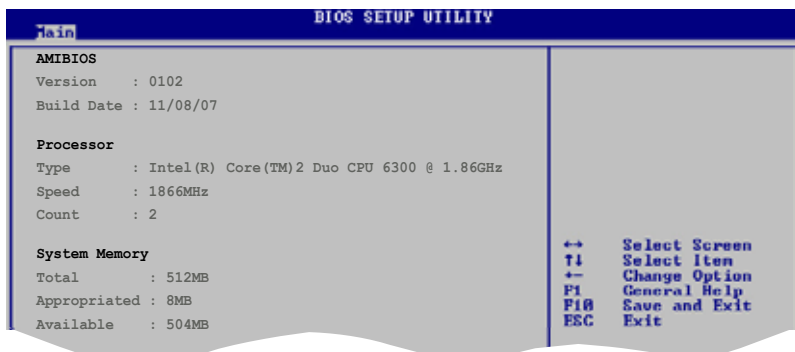 BIOS SETUP UTILITY
Main
AMIBIOS
Version : 0102
Build Date : 11/08/07
Processor
Type : Intel(R) Core(TM)2 Duo CPU 6300 @ 1.86GHz
Speed : 1866MHz
Count : 2
System Memory
Total : 512MB
Appropriated : 8MB
Available : 504MB
←→ Select Screen
↑↓ Select Item
+- Change Option
F1 General Help
F10 Save and Exit
ESC Exit